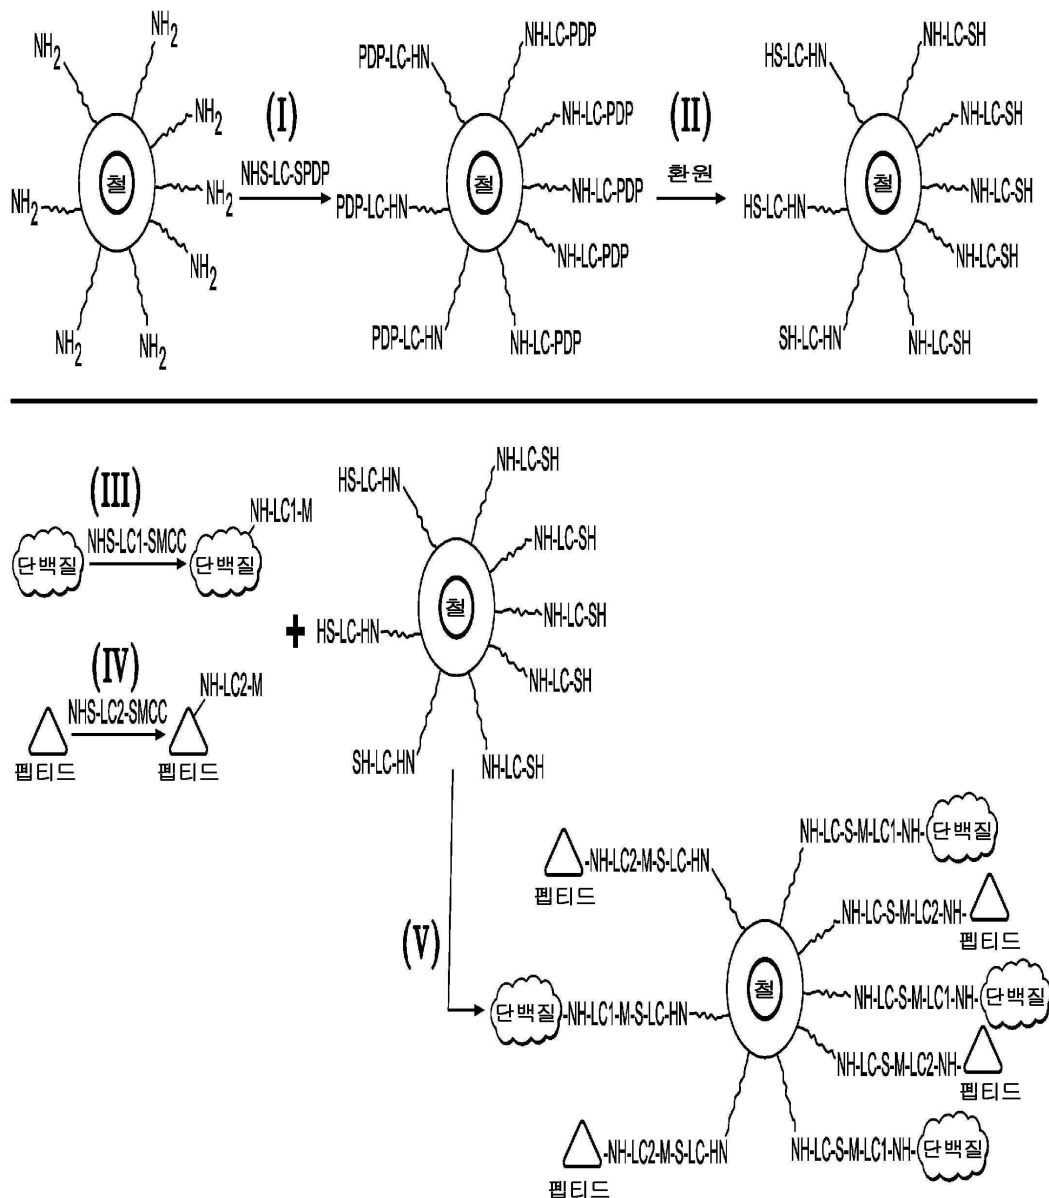 NH2
NH2
NH2
NH2
NH2
NH2
NH2
NH2
철
(I)
NHS-LC-SPDP
NH-LC-PDP
PDP-LC-HN
NH-LC-PDP
NH-LC-PDP
PDP-LC-HN
NH-LC-PDP
PDP-LC-HN
NH-LC-PDP
철
(II)
환원
NH-LC-SH
HS-LC-HN
NH-LC-SH
NH-LC-SH
HS-LC-HN
NH-LC-SH
SH-LC-HN
NH-LC-SH
철
(III)
NHS-LC1-SMCC
단백질
NH-LC1-M
단백질
(IV)
NHS-LC2-SMCC
펩티드
NH-LC2-M
펩티드
+
NH-LC-SH
HS-LC-HN
NH-LC-SH
철
NH-LC-SH
HS-LC-HN
NH-LC-SH
SH-LC-HN
NH-LC-SH
(V)
NH-LC-S-M-LC1-NH-단백질
-NH-LC2-M-S-LC-HN
펩티드
NH-LC-S-M-LC2-NH-
펩티드
철
NH-LC-S-M-LC1-NH-단백질
단백질-NH-LC1-M-S-LC-HN
NH-LC-S-M-LC2-NH-
펩티드
-NH-LC2-M-S-LC-HN
펩티드
NH-LC-S-M-LC1-NH-단백질